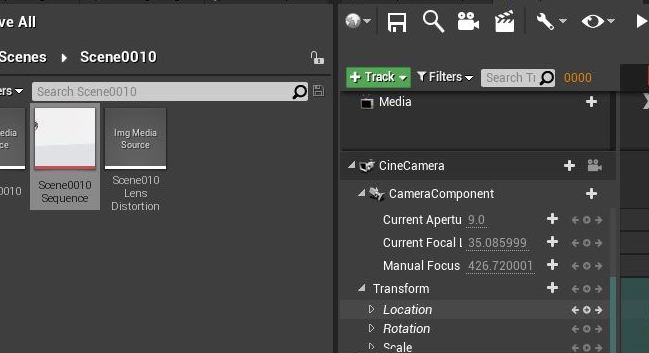 ve All
Scenes Scene0010
ers Search Scene0010
edia
ce
0010
Scene0010
Sequence
Img Media
Source
Scene010
Lens
Distortion
+ Track Filters Search Tr 0000
Media
CineCamera
CameraComponent
Current Apertu 9.0
Current Focal L 35.085999
Manual Focus 426.720001
Transform
Location
Rotation
Scale